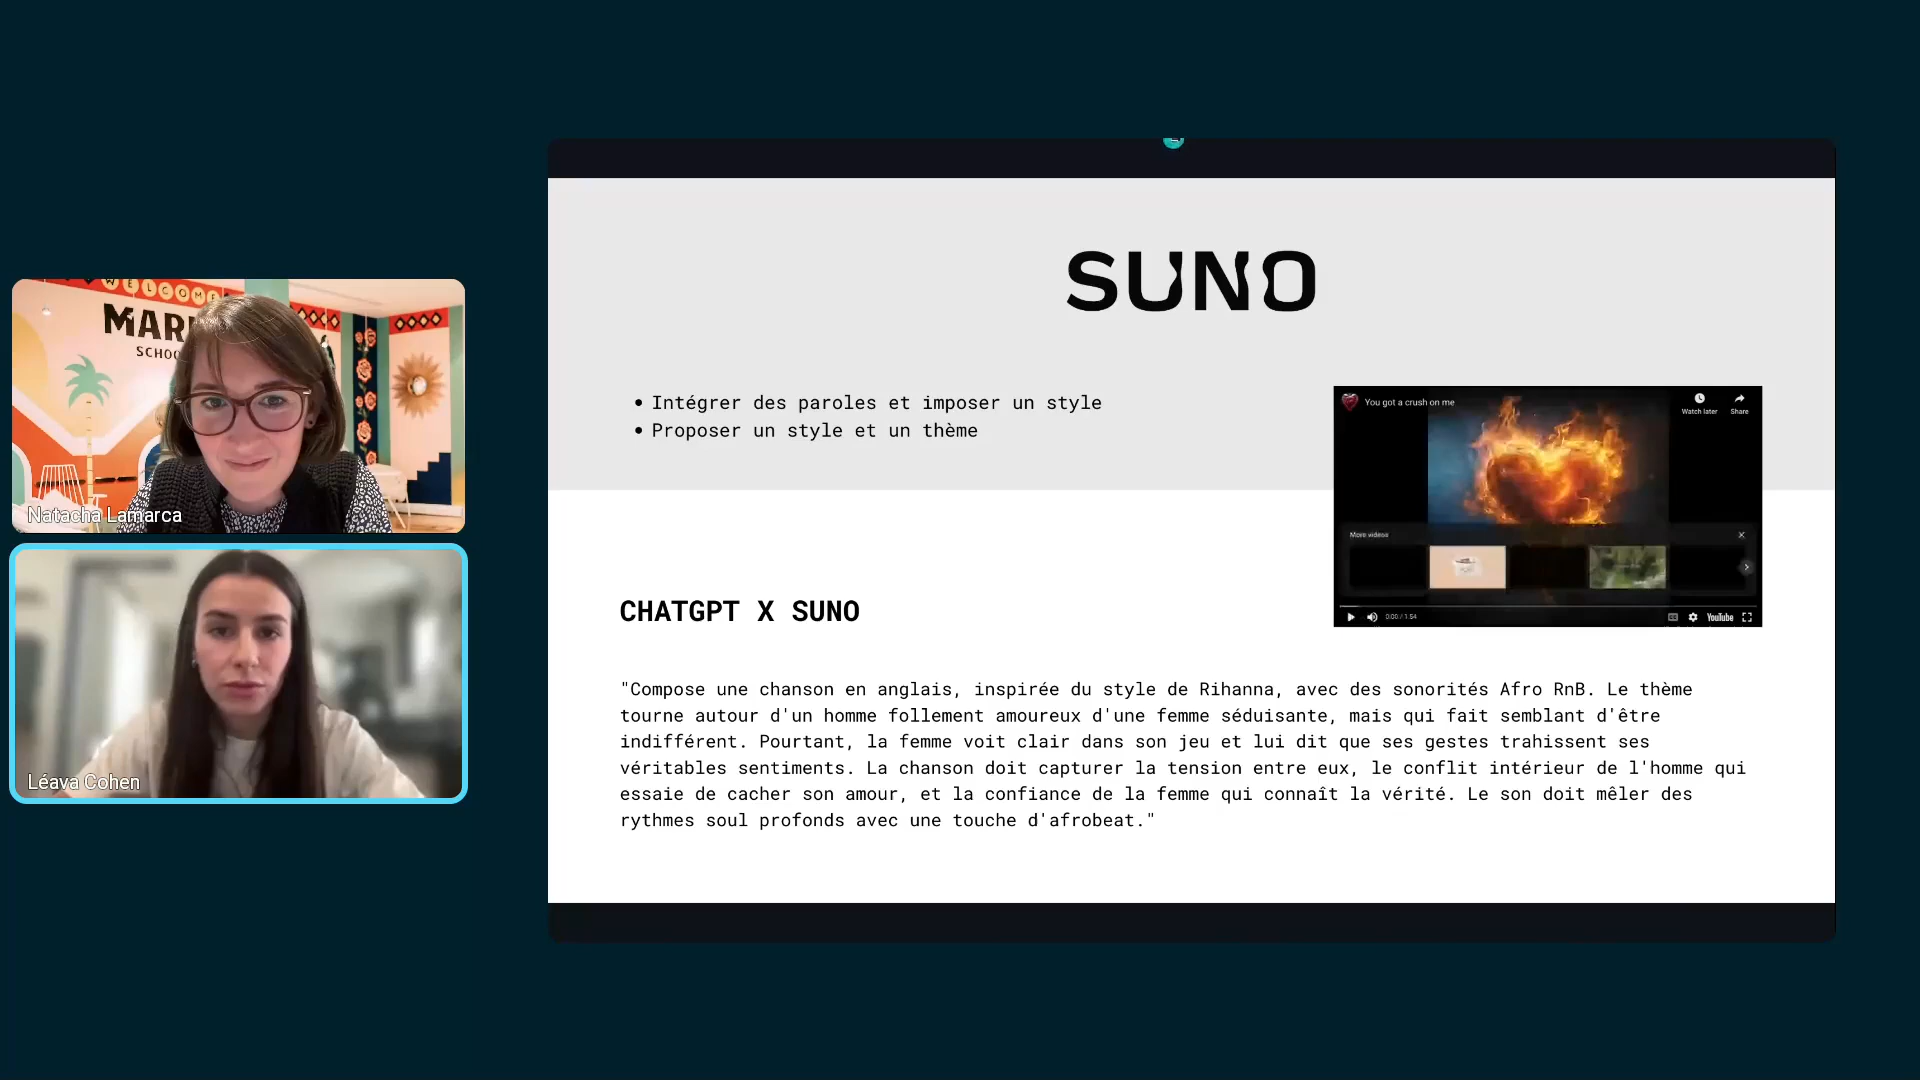 WELCOME
MAR
SCHOO
Natacha Lamarca
Léava Cohen
SUNO
• Intégrer des paroles et imposer un style
• Proposer un style et un thème
You got a crush on me
Watch later
Share
More videos
0:00 / 1:54
YouTube
CHATGPT X SUNO
"Compose une chanson en anglais, inspirée du style de Rihanna, avec des sonorités Afro RnB. Le thème
tourne autour d'un homme follement amoureux d'une femme séduisante, mais qui fait semblant d'être
indifférent. Pourtant, la femme voit clair dans son jeu et lui dit que ses gestes trahissent ses
véritables sentiments. La chanson doit capturer la tension entre eux, le conflit intérieur de l'homme qui
essaie de cacher son amour, et la confiance de la femme qui connaît la vérité. Le son doit mêler des
rythmes soul profonds avec une touche d'afrobeat."